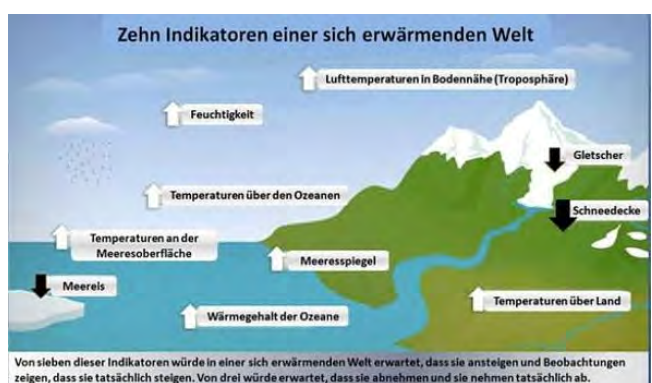 Zehn Indikatoren einer sich erwärmenden Welt
Lufttemperaturen in Bodennähe (Troposphäre)
Feuchtigkeit
Gletscher
Temperaturen über den Ozeanen
Schneedecke
Temperaturen an der
Meeresoberfläche
Meeresspiegel
Meereis
Temperaturen über Land
Wärmegehalt der Ozeane
Von sieben dieser Indikatoren würde in einer sich erwärmenden Welt erwartet, dass sie ansteigen und Beobachtungen
zeigen, dass sie tatsächlich steigen. Von drei würde erwartet, dass sie abnehmen und sie nehmen tatsächlich ab.